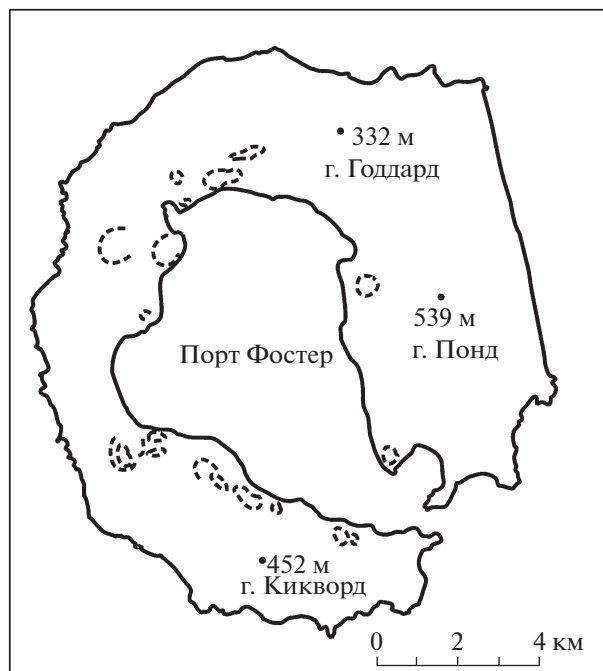 332 м
г. Годдард
539 м
г. Понд
Порт Фостер
452 м
г. Кикворд
0 2 4 км